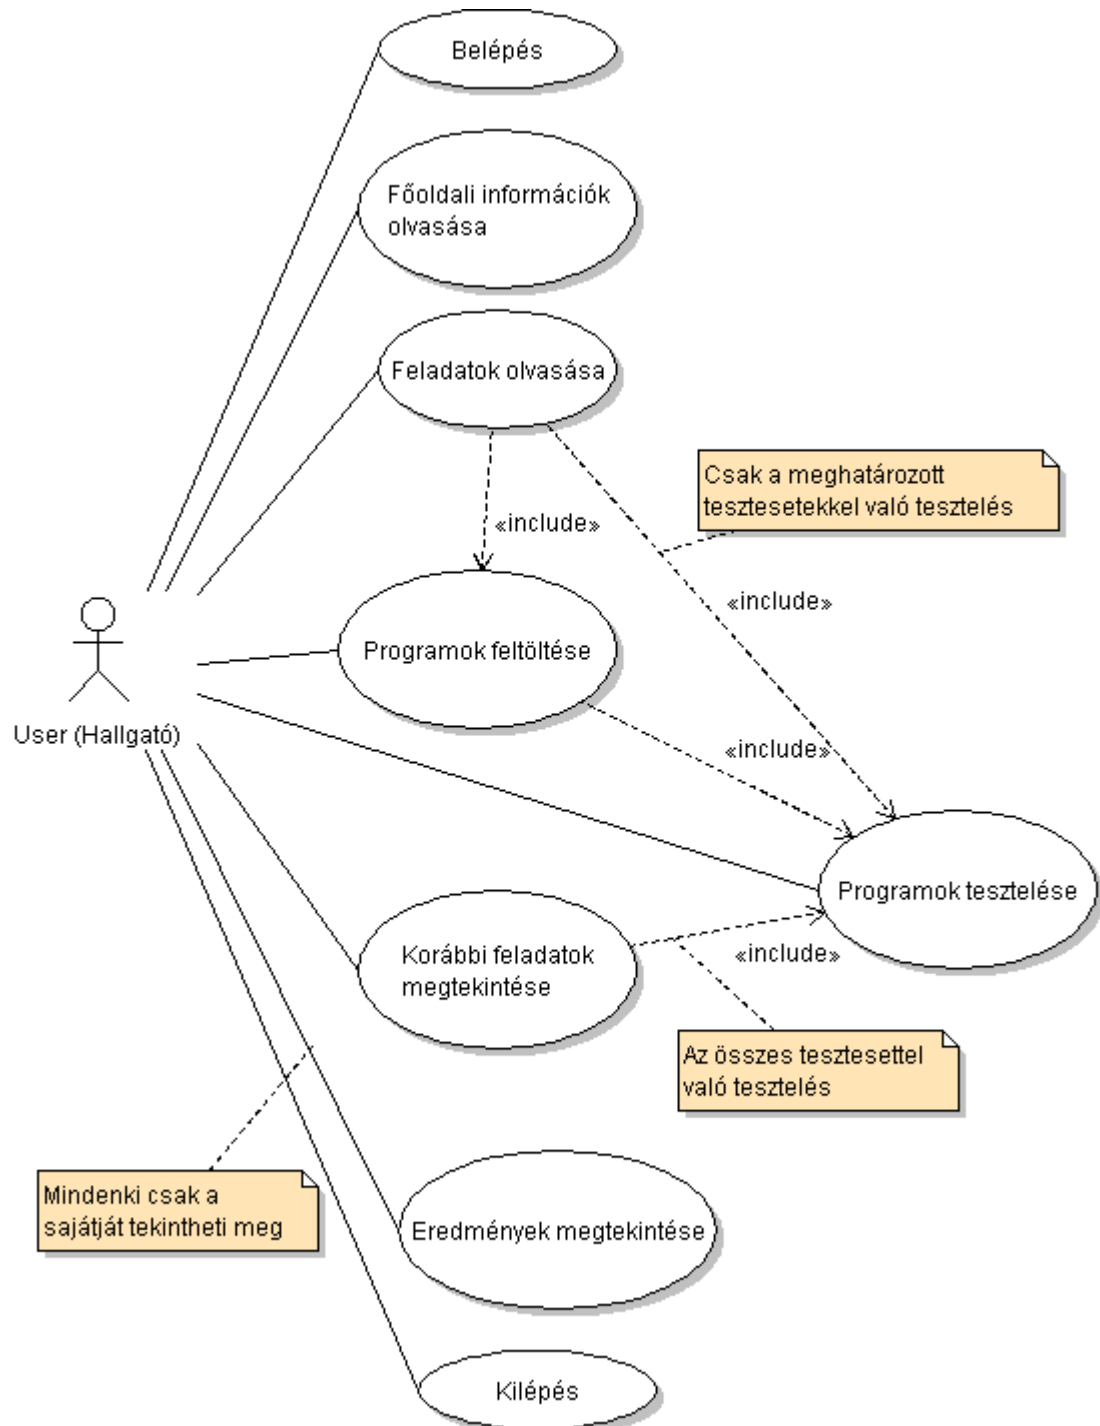 Belépés
Főoldali információk
olvasása
Feladatok olvasása
Csak a meghatározott
tesztesetekkel való tesztelés
«include»
«include»
Programok feltöltése
User (Hallgató)
«include»
Programok tesztelése
Korábbi feladatok
megtekintése
«include»
Az összes tesztesettel
való tesztelés
Mindenki csak a
sajátját tekintheti meg
Eredmények megtekintése
Kilépés